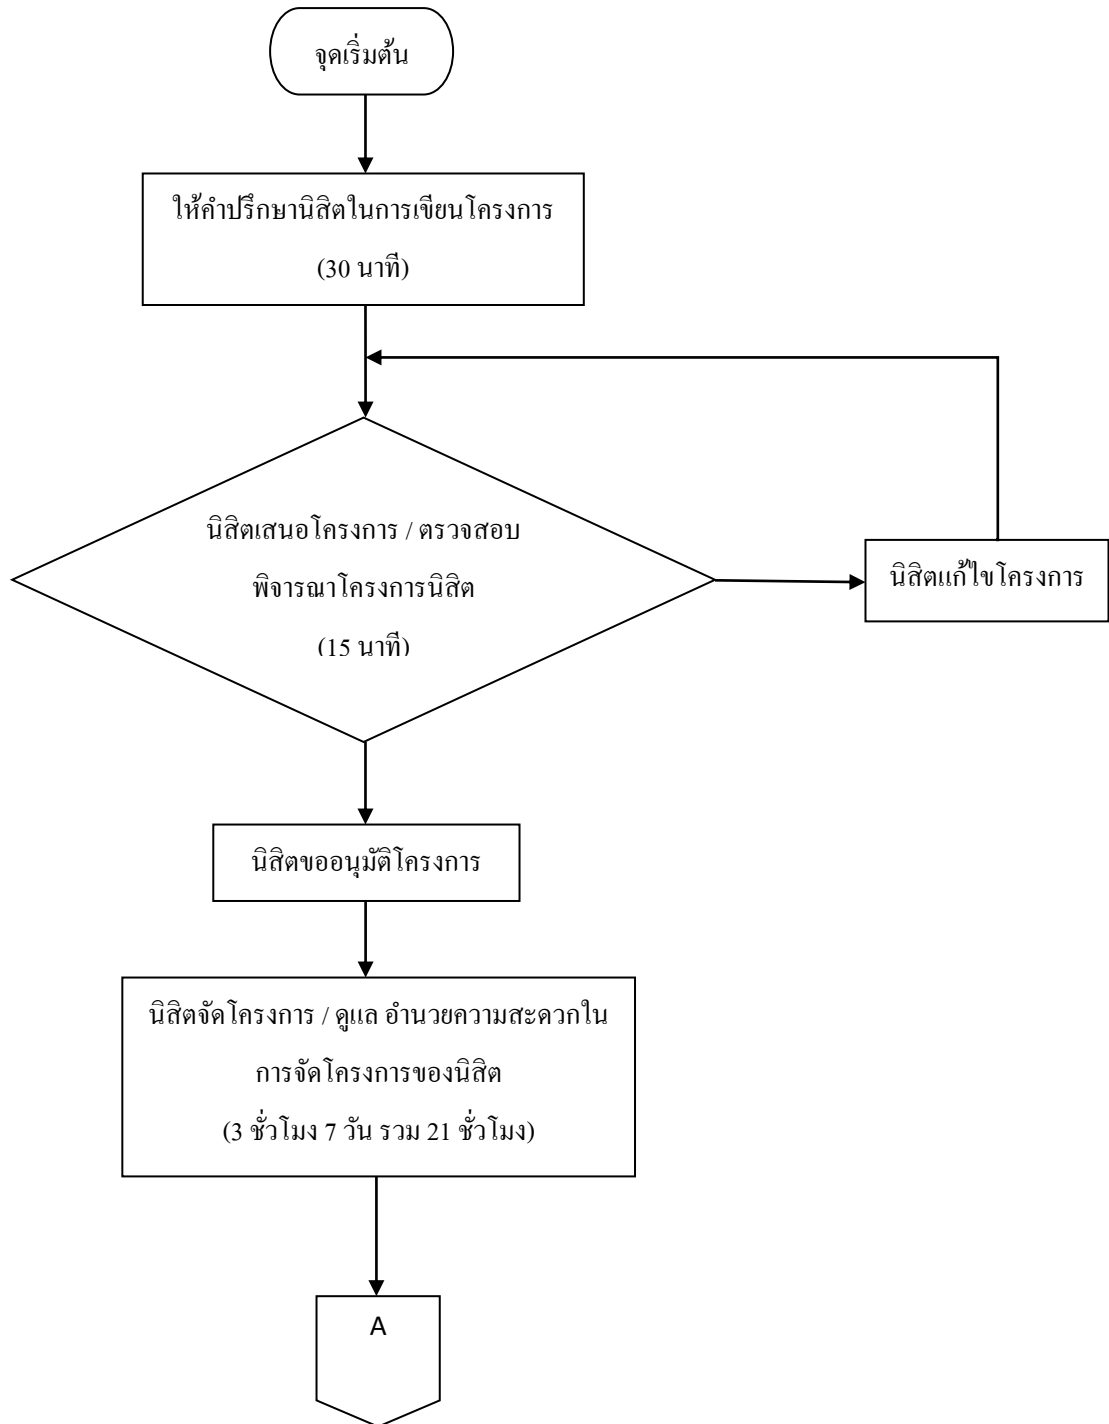 จุดเริ่มต้น
ให้คำปรึกษานิสิตในการเขียนโครงการ
(30 นาที)
นิสิตเสนอโครงการ / ตรวจสอบ
พิจารณาโครงการนิสิต
(15 นาที)
นิสิตแก้ไขโครงการ
นิสิตขออนุมัติโครงการ
นิสิตจัดโครงการ / ดูแล อำนวยความสะดวกใน
การจัดโครงการของนิสิต
(3 ชั่วโมง 7 วัน รวม 21 ชั่วโมง)
A